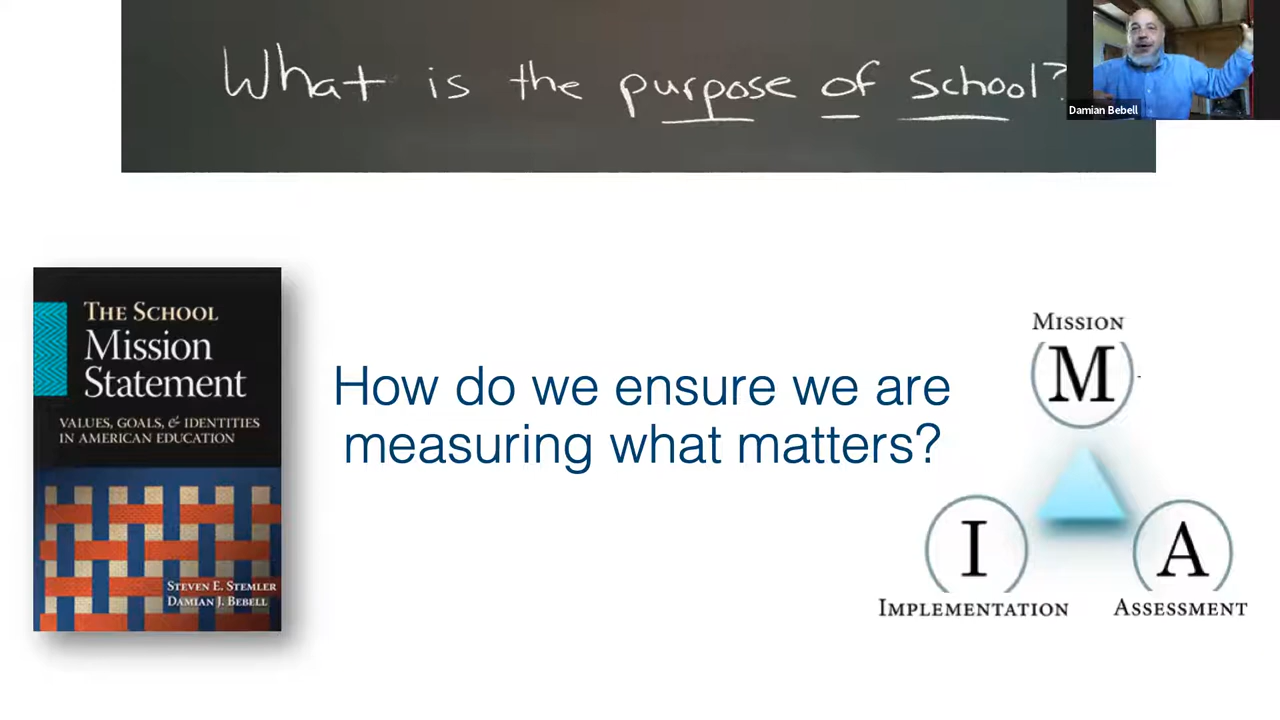 What is the purpose of school?
Damian Bebell
THE SCHOOL
Mission
Statement
VALUES, GOALS, & IDENTITIES
IN AMERICAN EDUCATION
STEVEN E. STEMLER
DAMIAN J. BEBELL
How do we ensure we are
measuring what matters?
MISSION
M
I
A
IMPLEMENTATION
ASSESSMENT